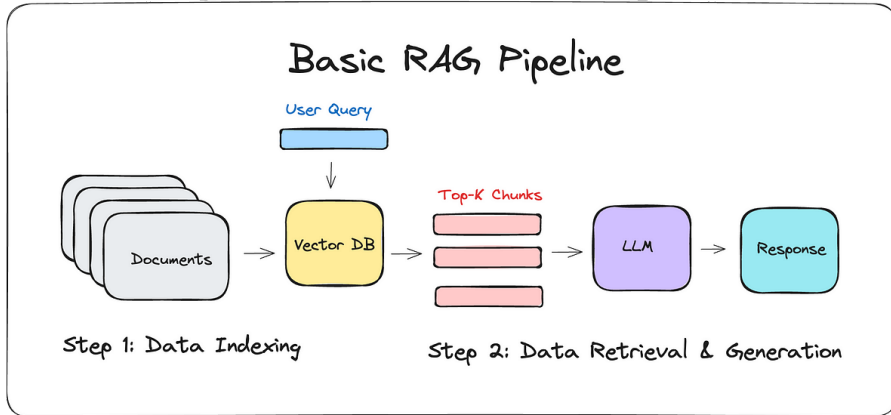 Basic RAG Pipeline
User Query
Top-K Chunks
Documents
Vector DB
LLM
Response
Step 1: Data Indexing
Step 2: Data Retrieval & Generation